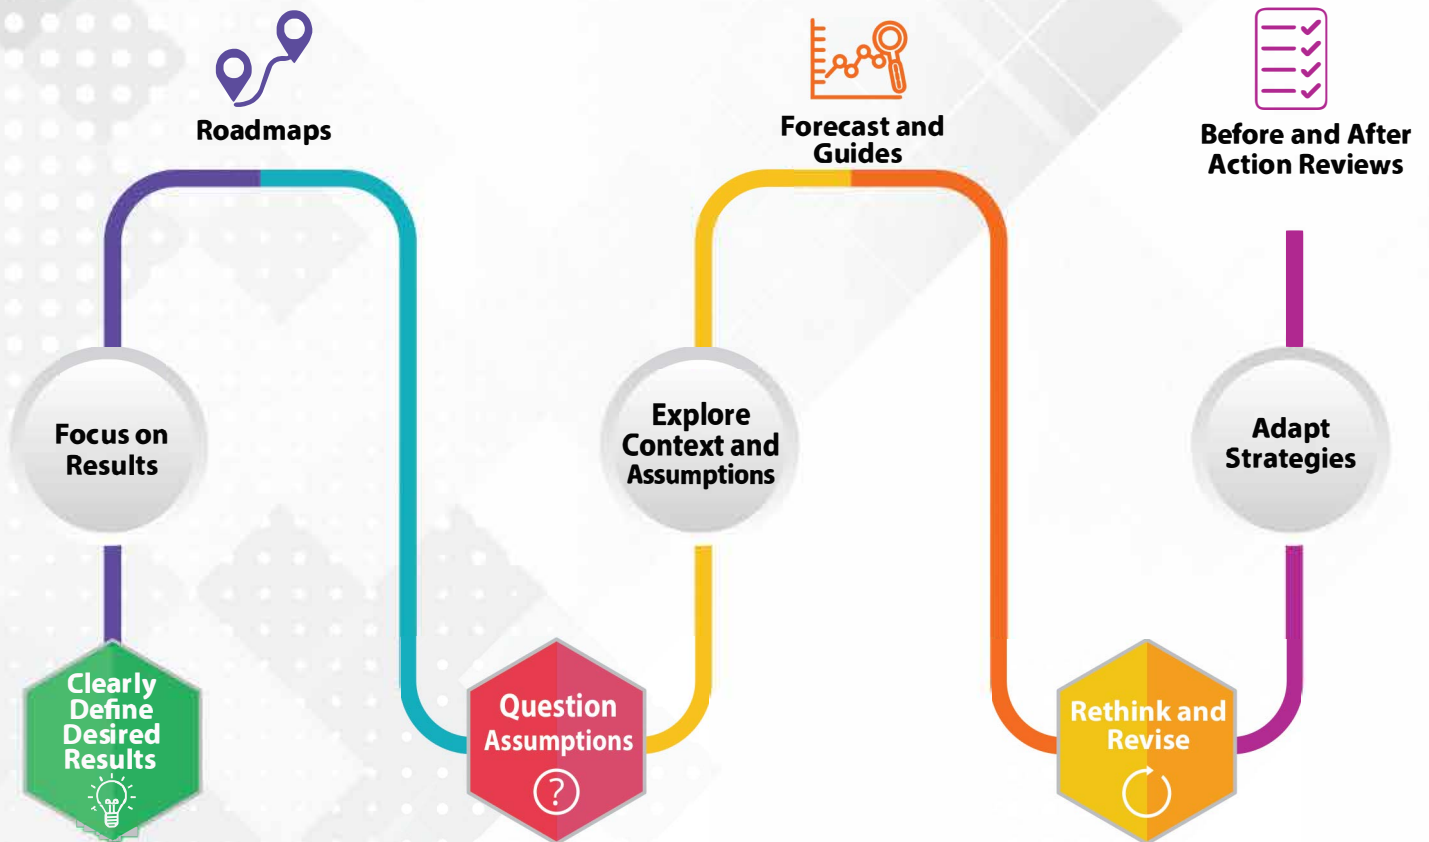 Roadmaps
Forecast and
Guides
Before and After
Action Reviews
Focus on
Results
Explore
Context and
Assumptions
Adapt
Strategies
Clearly
Define
Desired
Results
Question
Assumptions
?
Rethink and
Revise